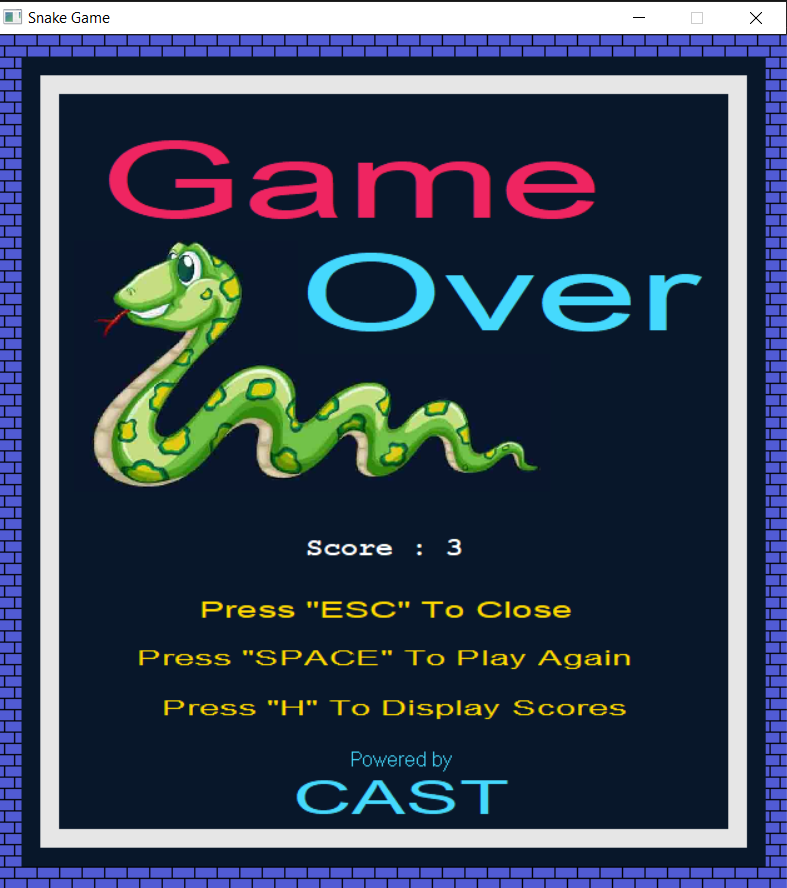 Snake Game
Game
Over
Score : 3
Press "ESC" To Close
Press "SPACE" To Play Again
Press "H" To Display Scores
Powered by
CAST